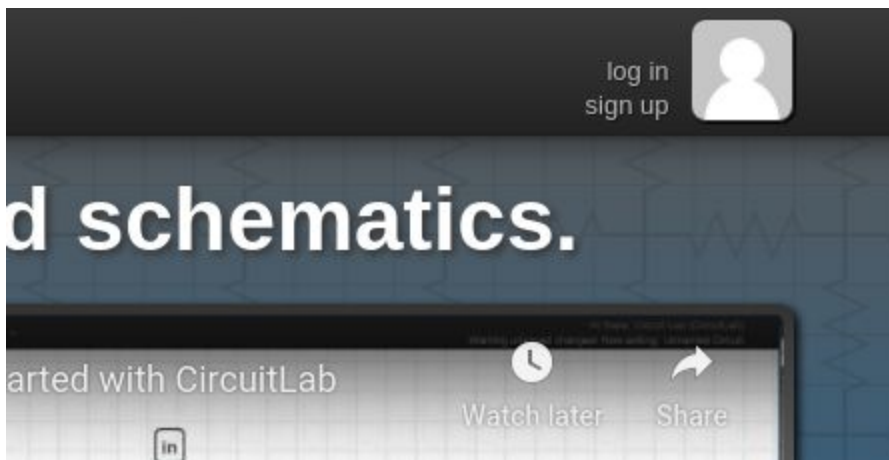 log in
sign up
d schematics.
arted with CircuitLab
Watch later
Share
in